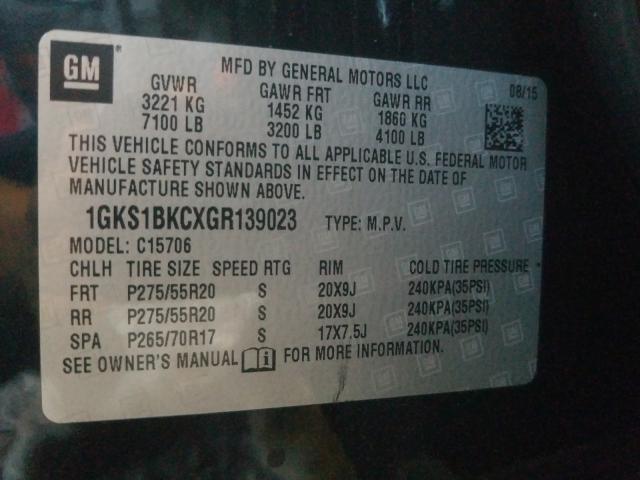 GM
MFD BY GENERAL MOTORS LLC
08/15
GVWR GAWR FRT GAWR RR
3221 KG 1452 KG 1860 KG
7100 LB 3200 LB 4100 LB
THIS VEHICLE CONFORMS TO ALL APPLICABLE U.S. FEDERAL MOTOR
VEHICLE SAFETY STANDARDS IN EFFECT ON THE DATE OF
MANUFACTURE SHOWN ABOVE.
1GKS1BKCXGR139023 TYPE: M.P.V.
MODEL: C15706
CHLH TIRE SIZE SPEED RTG RIM COLD TIRE PRESSURE
FRT P275/55R20 S 20X9J 240KPA(35PSI)
RR P275/55R20 S 20X9J 240KPA(35PSI)
SPA P265/70R17 S 17X7.5J 240KPA(35PSI)
SEE OWNER'S MANUAL i FOR MORE INFORMATION.